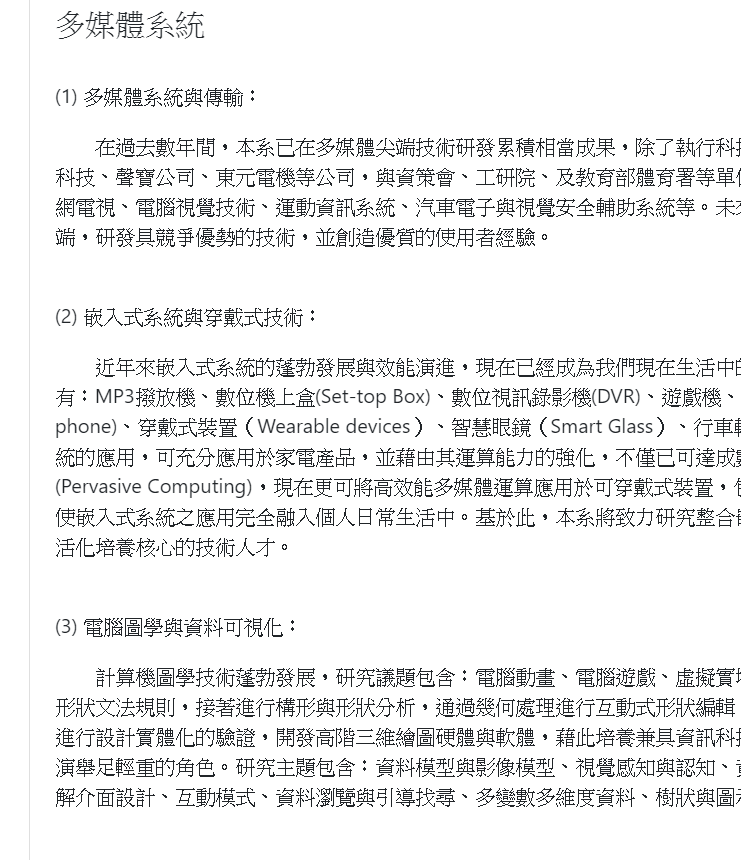 多媒體系統
(1) 多媒體系統與傳輸：
在過去數年間，本系已在多媒體尖端技術研發累積相當成果，除了執行科
科技、聲寶公司、東元電機等公司，與資策會、工研院、及教育部體育署等單
網電視、電腦視覺技術、運動資訊系統、汽車電子與視覺安全輔助系統等。未
端，研發具競爭優勢的技術，並創造優質的使用者經驗。
(2) 嵌入式系統與穿戴式技術：
近年來嵌入式系統的蓬勃發展與效能演進，現在已經成為我們現在生活中
有：MP3撥放機、數位機上盒(Set-top Box)、數位視訊錄影機(DVR)、遊戲機、
phone)、穿戴式裝置（Wearable devices）、智慧眼鏡（Smart Glass）、行車
統的應用，可充分應用於家電產品，並藉由其運算能力的強化，不僅已可達成
(Pervasive Computing)，現在更可將高效能多媒體運算應用於可穿戴式裝置，
使嵌入式系統之應用完全融入個人日常生活中。基於此，本系將致力研究整合
活化培養核心的技術人才。
(3) 電腦圖學與資料可視化：
計算機圖學技術蓬勃發展，研究議題包含：電腦動畫、電腦遊戲、虛擬實
形狀文法規則，接著進行構形與形狀分析，通過幾何處理進行互動式形狀編輯
進行設計實體化的驗證，開發高階三維繪圖硬體與軟體，藉此培養兼具資訊科
演舉足輕重的角色。研究主題包含：資料模型與影像模型、視覺感知與認知、
解介面設計、互動模式、資料瀏覽與引導找尋、多變數多維度資料、樹狀與圖